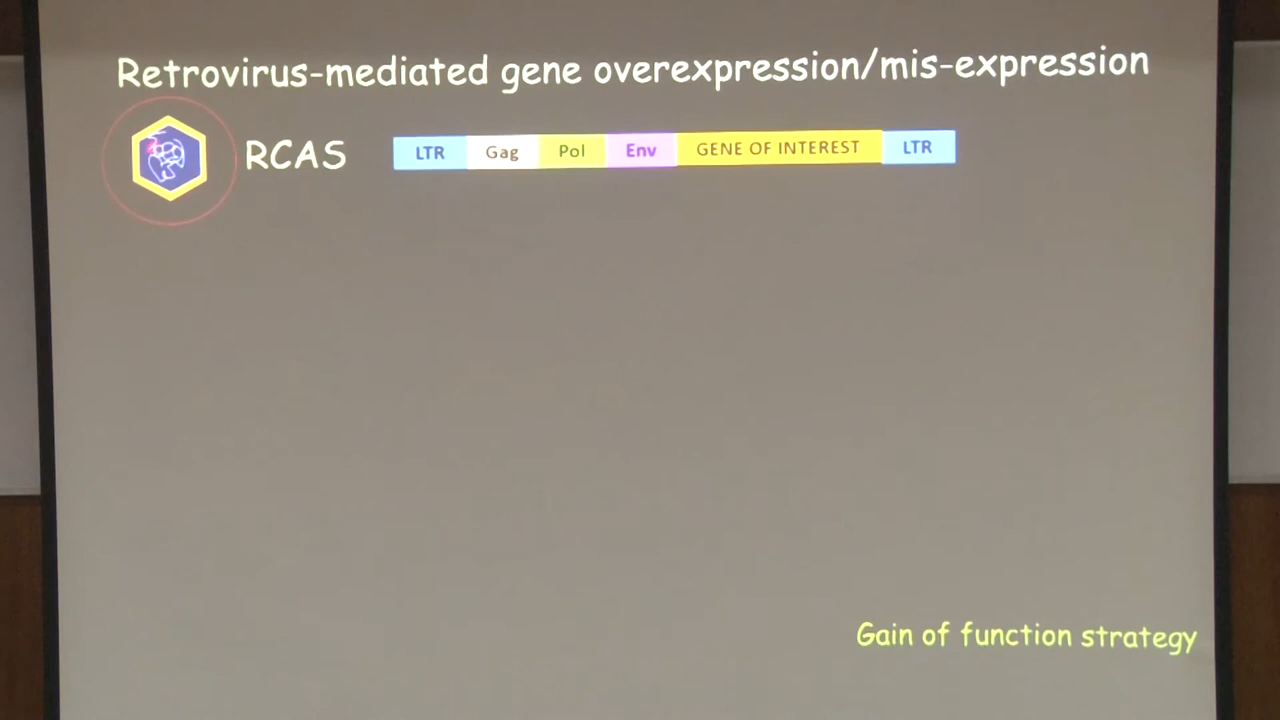 Retrovirus-mediated gene overexpression/mis-expression
RCAS
LTR Gag Pol Env GENE OF INTEREST LTR
Gain of function strategy